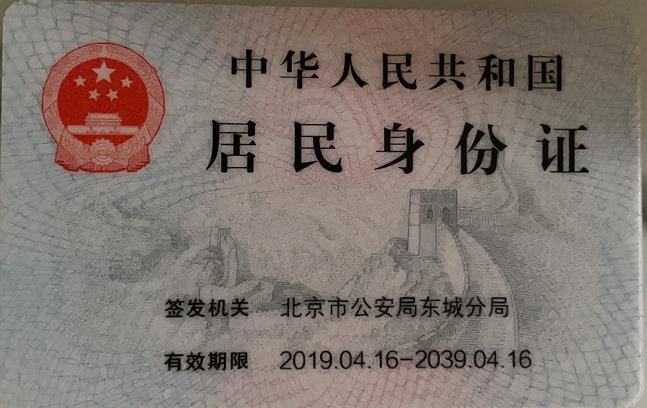 中华人民共和国
居民身份证
签发机关 北京市公安局东城分局
有效期限 2019.04.16-2039.04.16